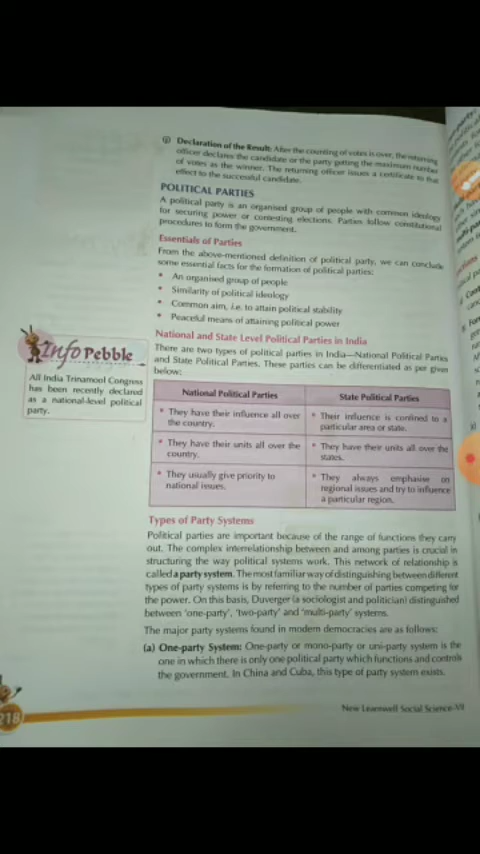 Declaration of the Result: After the counting of votes is over, the returning
officer declares the candidate or the party getting the maximum number
of votes as the winner. The returning officer issues a certificate to that
effect to the successful candidate.
POLITICAL PARTIES
A political party is an organised group of people with common ideology
for securing power or contesting elections. Parties follow constitutional
procedures to form the government.
Essentials of Parties
From the above-mentioned definition of political party, we can conclude
some essential facts for the formation of political parties:
• An organised group of people
• Similarity of political ideology
• Common aim, i.e. to attain political stability
• Peaceful means of attaining political power
National and State Level Political Parties in India
There are two types of political parties in India—National Political Parties
and State Political Parties. These parties can be differentiated as per given
below:
National Political Parties
State Political Parties
• They have their influence all over
the country.
• Their influence is confined to a
particular area or state.
• They have their units all over the
country.
• They have their units all over the
states.
• They usually give priority to
national issues.
• They always emphasise on
regional issues and try to influence
a particular region.
Info Pebble
All India Trinamool Congress
has been recently declared
as a national-level political
party.
Types of Party Systems
Political parties are important because of the range of functions they carry
out. The complex interrelationship between and among parties is crucial in
structuring the way political systems work. This network of relationship is
called a party system. The most familiar way of distinguishing between different
types of party systems is by referring to the number of parties competing for
the power. On this basis, Duverger (a sociologist and politician) distinguished
between 'one-party', 'two-party' and 'multi-party' systems.
The major party systems found in modern democracies are as follows:
(a) One-party System: One-party or mono-party or uni-party system is the
one in which there is only one political party which functions and controls
the government. In China and Cuba, this type of party system exists.
218
New Learnwell Social Science-VII